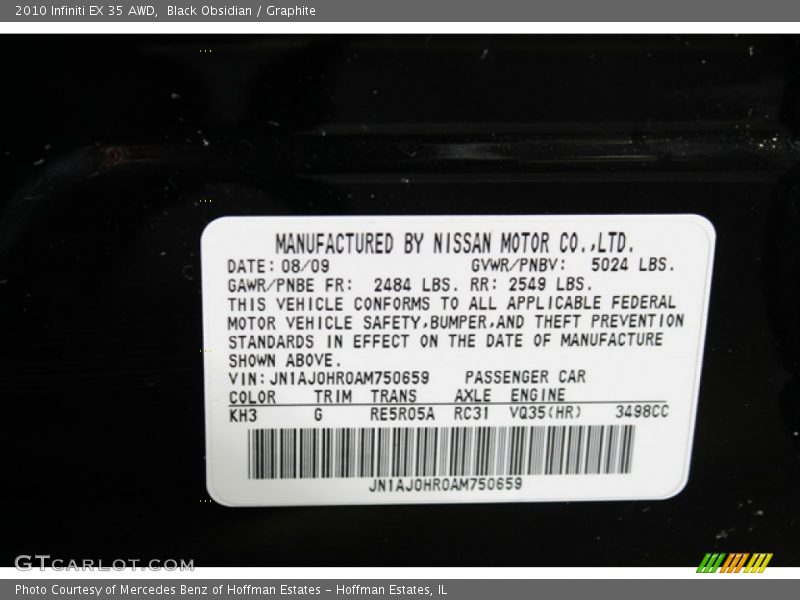 2010 Infiniti EX 35 AWD,  Black Obsidian / Graphite
MANUFACTURED BY NISSAN MOTOR CO.,LTD.
DATE: 08/09 GVWR/PNBV: 5024 LBS.
GAWR/PNBE FR: 2484 LBS. RR: 2549 LBS.
THIS VEHICLE CONFORMS TO ALL APPLICABLE FEDERAL
MOTOR VEHICLE SAFETY,BUMPER,AND THEFT PREVENTION
STANDARDS IN EFFECT ON THE DATE OF MANUFACTURE
SHOWN ABOVE.
VIN: JN1AJ0HR0AM750659 PASSENGER CAR
COLOR TRIM TRANS AXLE ENGINE
KH3 G RE5R05A RC31 VQ35(HR) 3498CC
JN1AJ0HR0AM750659
GTCARLOT.COM
Photo Courtesy of Mercedes Benz of Hoffman Estates - Hoffman Estates, IL